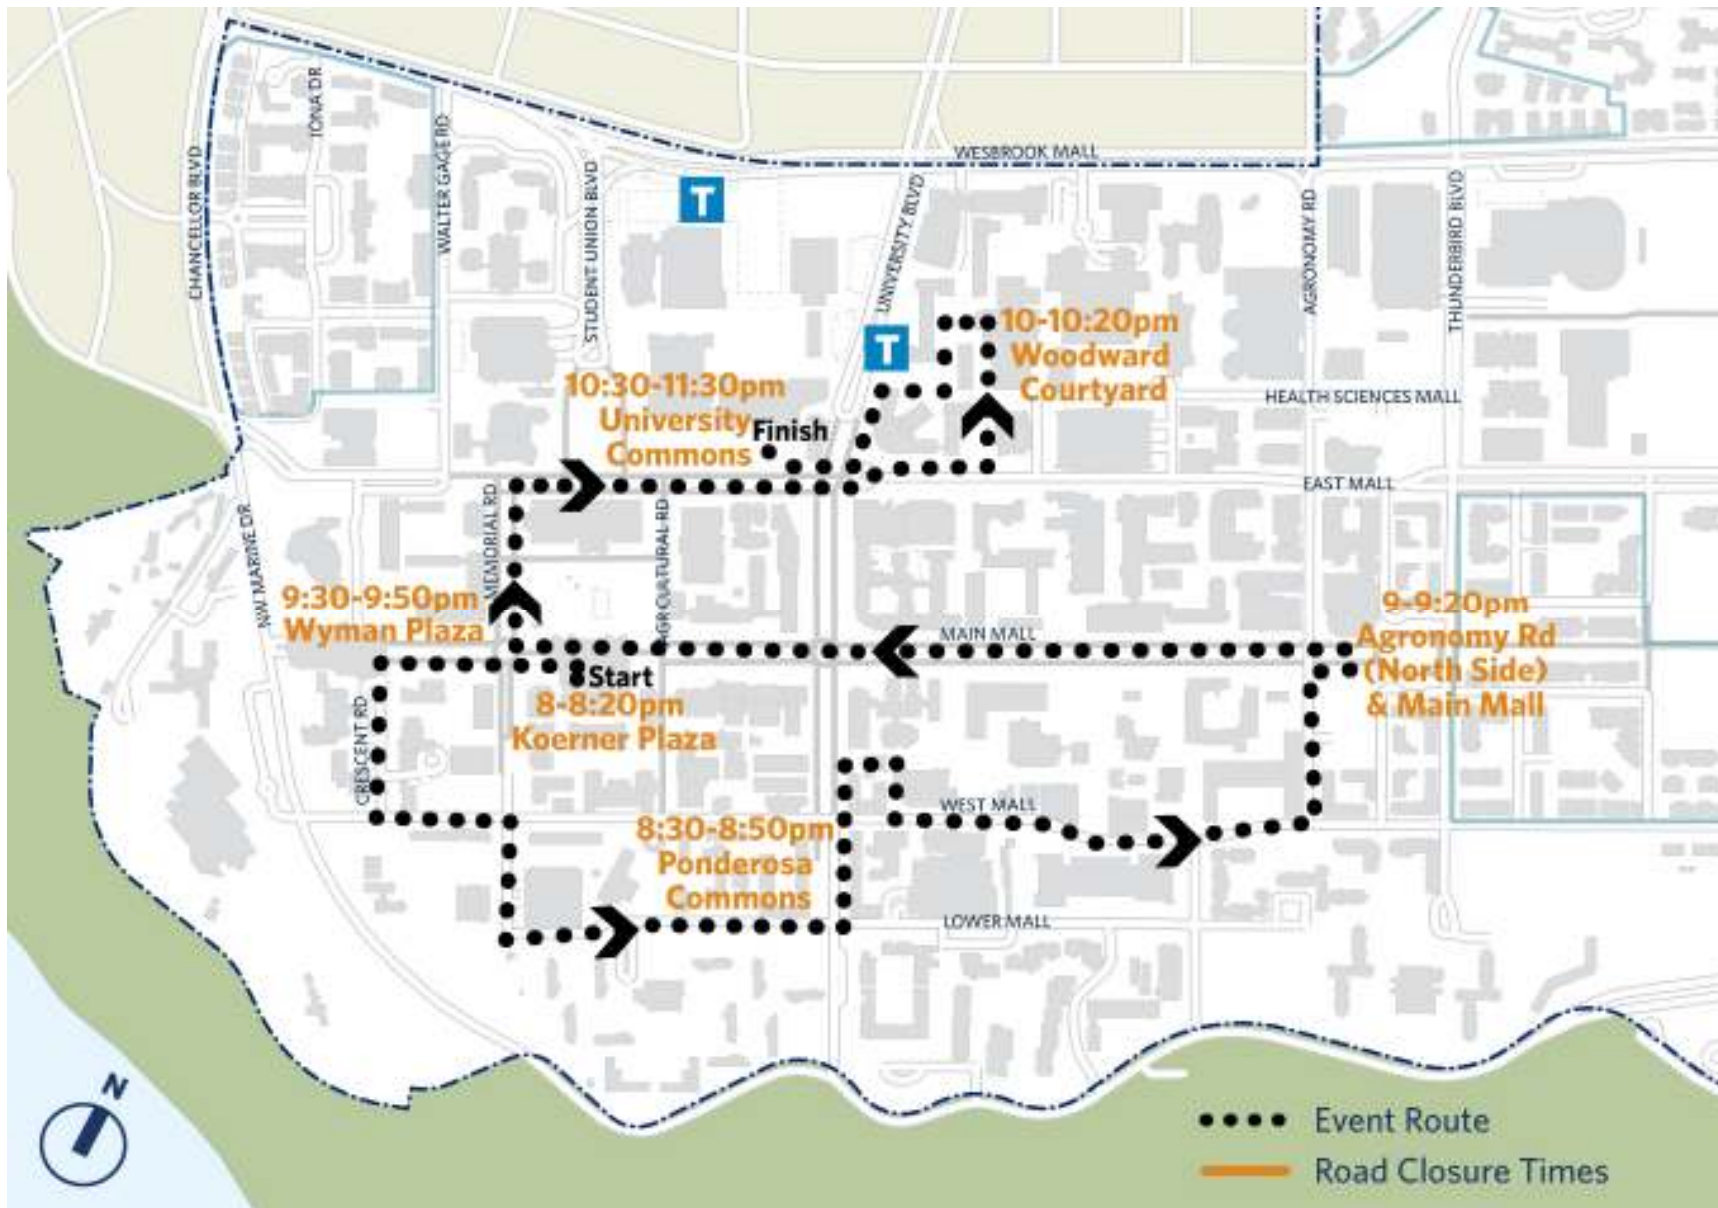 IONA DR
WALTER GAGE RD
CHANCELLOR BLVD
STUDENT UNION BLVD
T
WESBROOK MALL
UNIVERSITY BLVD
AGRONOMY RD
THUNDERBIRD BLVD
T
10-10:20pm
Woodward
Courtyard
10:30-11:30pm
University
Commons
Finish
HEALTH SCIENCES MALL
EAST MALL
NW MARINE DR
MEMORIAL RD
AGRICULTURAL RD
9:30-9:50pm
Wyman Plaza
MAIN MALL
9-9:20pm
Agronomy Rd
(North Side)
& Main Mall
Start
8-8:20pm
Koerner Plaza
CRESCENT RD
WEST MALL
8:30-8:50pm
Ponderosa
Commons
LOWER MALL
N
Event Route
Road Closure Times